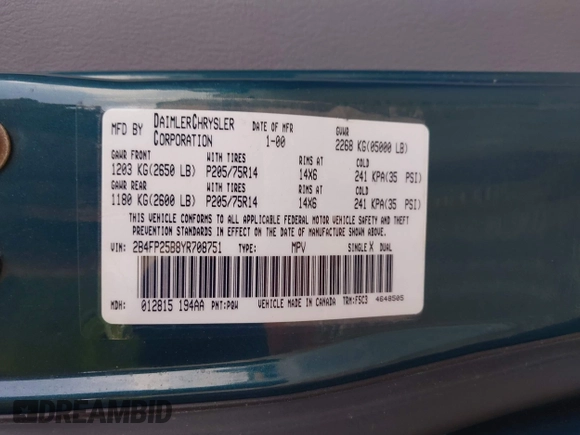 MFD BY DAIMLERCHRYSLER CORPORATION DATE OF MFR 1-00 GVWR 2268 KG(05000 LB)
GAWR FRONT WITH TIRES RIMS AT COLD
1203 KG(2650 LB) P205/75R14 14X6 241 KPA(35 PSI)
GAWR REAR WITH TIRES RIMS AT COLD
1180 KG(2600 LB) P205/75R14 14X6 241 KPA(35 PSI)
THIS VEHICLE CONFORMS TO ALL APPLICABLE FEDERAL MOTOR VEHICLE SAFETY AND THEFT PREVENTION
STANDARDS IN EFFECT ON THE DATE OF MANUFACTURE SHOWN ABOVE.
VIN: 2B4FP25B8YR708751 TYPE: MPV SINGLE X DUAL
MDH: 012815 194AA PNT:PQW VEHICLE MADE IN CANADA TRM:F5C3 4648505
DREAMBID